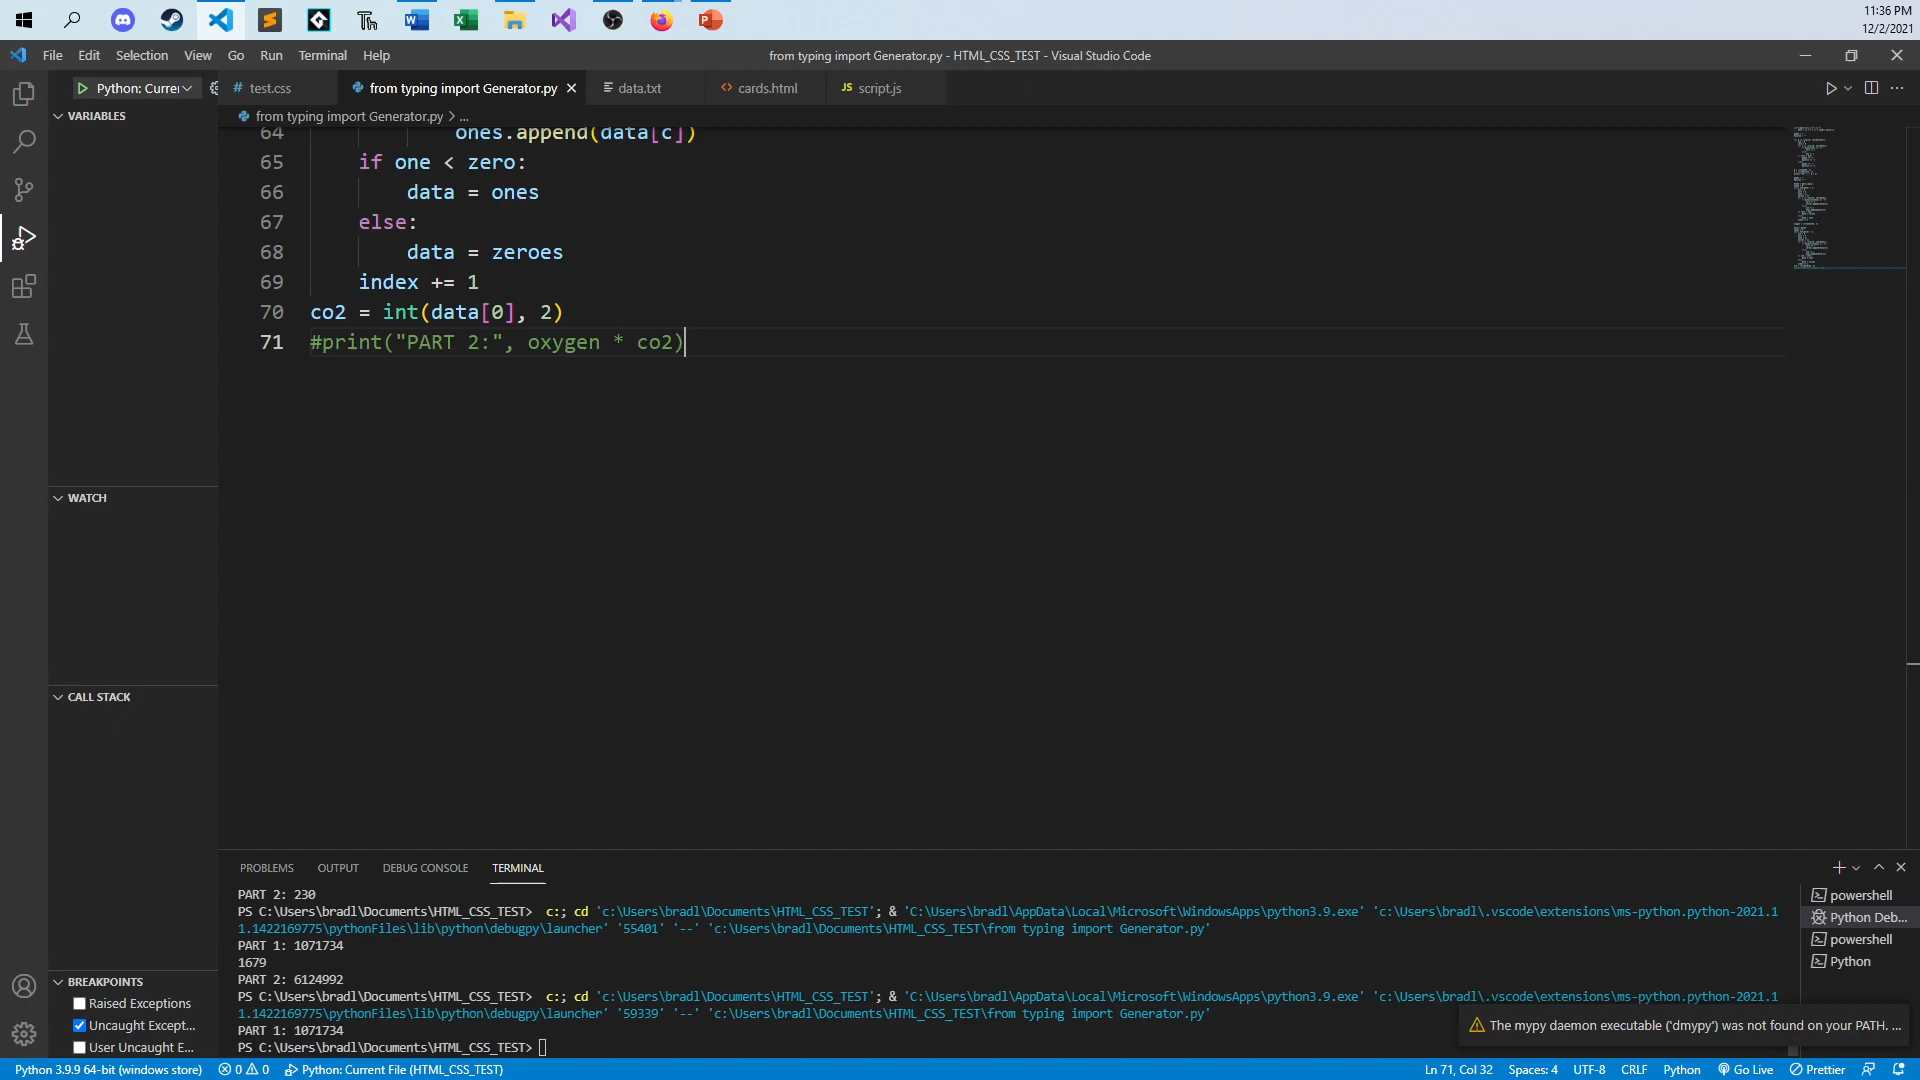 11:36 PM
12/2/2021
File Edit Selection View Go Run Terminal Help
from typing import Generator.py - HTML_CSS_TEST - Visual Studio Code
Python: Currer
# test.css
from typing import Generator.py
data.txt
<> cards.html
JS script.js
VARIABLES
from typing import Generator.py > ...
64 ones.append(data[c])
65 if one < zero:
66 data = ones
67 else:
68 data = zeroes
69 index += 1
70 co2 = int(data[0], 2)
71 #print("PART 2:", oxygen * co2)
WATCH
CALL STACK
BREAKPOINTS
Raised Exceptions
Uncaught Except...
User Uncaught E...
PROBLEMS OUTPUT DEBUG CONSOLE TERMINAL
PART 2: 230
PS C:\Users\bradl\Documents\HTML_CSS_TEST> c:; cd 'c:\Users\bradl\Documents\HTML_CSS_TEST'; & 'C:\Users\bradl\AppData\Local\Microsoft\WindowsApps\python3.9.exe' 'c:\Users\bradl\.vscode\extensions\ms-python.python-2021.1
1.1422169775\pythonFiles\lib\python\debugpy\launcher' '55401' '--' 'c:\Users\bradl\Documents\HTML_CSS_TEST\from typing import Generator.py'
PART 1: 1071734
1679
PART 2: 6124992
PS C:\Users\bradl\Documents\HTML_CSS_TEST> c:; cd 'c:\Users\bradl\Documents\HTML_CSS_TEST'; & 'C:\Users\bradl\AppData\Local\Microsoft\WindowsApps\python3.9.exe' 'c:\Users\bradl\.vscode\extensions\ms-python.python-2021.1
1.1422169775\pythonFiles\lib\python\debugpy\launcher' '59339' '--' 'c:\Users\bradl\Documents\HTML_CSS_TEST\from typing import Generator.py'
PART 1: 1071734
PS C:\Users\bradl\Documents\HTML_CSS_TEST>
powershell
Python Deb...
powershell
Python
The mypy daemon executable ('dmypy') was not found on your PATH. ...
Python 3.9.9 64-bit (windows store) 0 0 Python: Current File (HTML_CSS_TEST)
Ln 71, Col 32 Spaces: 4 UTF-8 CRLF Python Go Live Prettier